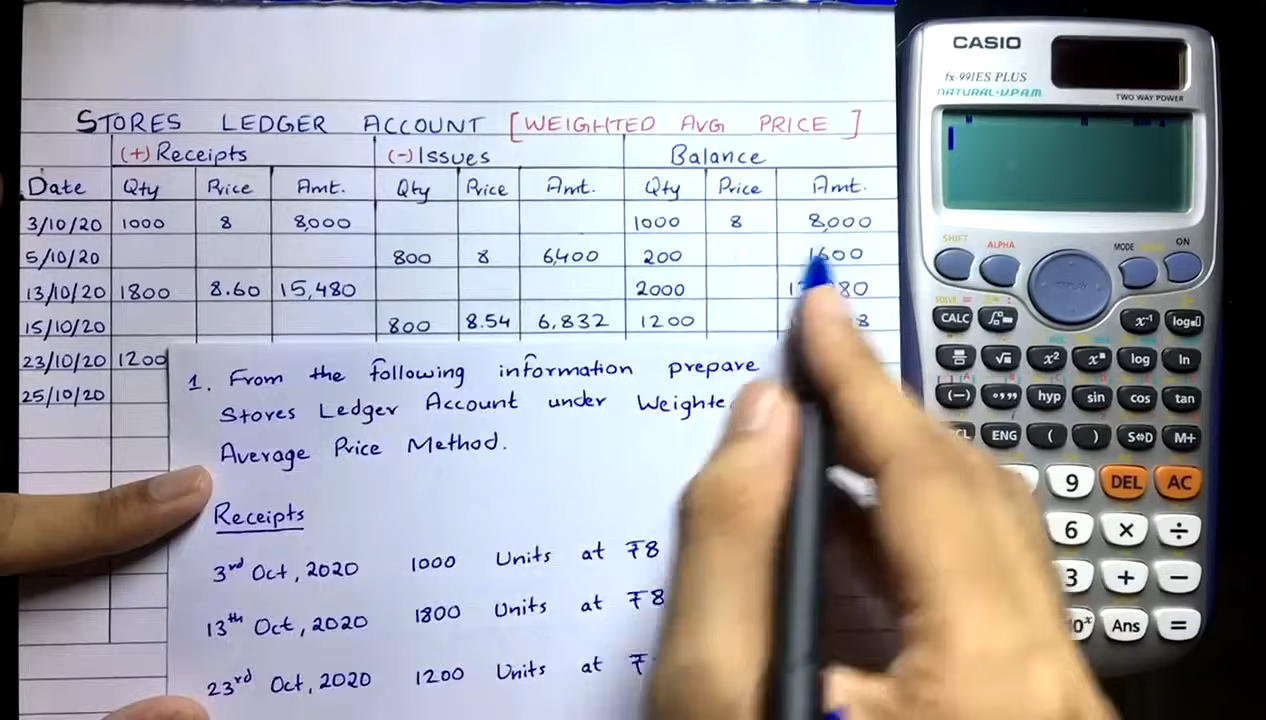 STORES LEDGER ACCOUNT [WEIGHTED AVG PRICE]
(+) Receipts (-) Issues Balance
Date Qty Price Amt. Qty Price Amt. Qty Price Amt.
3/10/20 1000 8 8,000 1000 8 8,000
5/10/20 800 8 6,400 200 1600
13/10/20 1800 8.60 15,480 2000
15/10/20 800 8.54 6,832 1200
23/10/20 1200
25/10/20
1. From the following information prepare
Stores Ledger Account under
Average Price Method.
Receipts
3rd Oct, 2020 1000 Units at ₹8
13th Oct, 2020 1800 Units at ₹8
23rd Oct, 2020 1200 Units at ₹
CASIO
fx-991ES PLUS
NATURAL-V.P.A.M.
TWO WAY POWER
SHIFT ALPHA MODE ON
REPLAY
CALC x⁻¹ log
√ x² log ln
(−) hyp sin cos tan
ENG ( ) S⇔D M+
9 DEL AC
6 × ÷
3 + −
Ans =